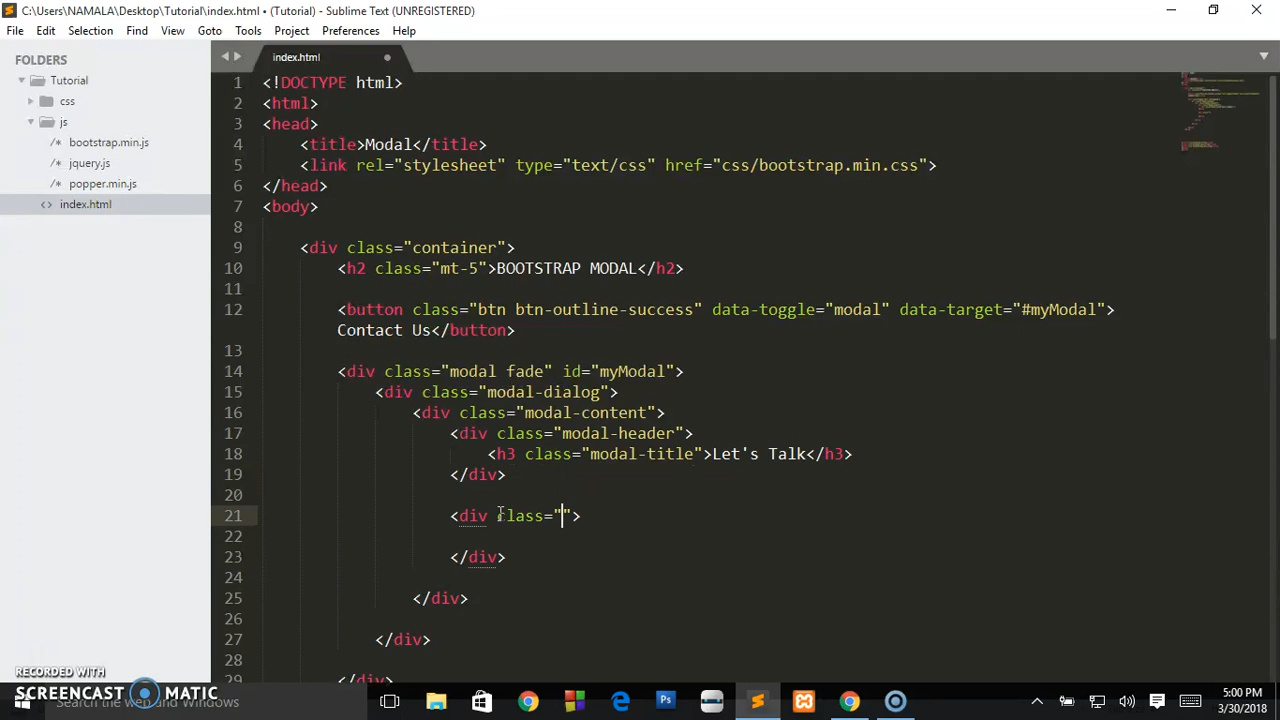 C:\Users\NAMALA\Desktop\Tutorial\index.html • (Tutorial) - Sublime Text (UNREGISTERED)
File Edit Selection Find View Goto Tools Project Preferences Help
FOLDERS
Tutorial
css
js
/* bootstrap.min.js
/* jquery.js
/* popper.min.js
<> index.html
index.html
1 <!DOCTYPE html>
2 <html>
3 <head>
4 <title>Modal</title>
5 <link rel="stylesheet" type="text/css" href="css/bootstrap.min.css">
6 </head>
7 <body>
8
9 <div class="container">
10 <h2 class="mt-5">BOOTSTRAP MODAL</h2>
11
12 <button class="btn btn-outline-success" data-toggle="modal" data-target="#myModal">
Contact Us</button>
13
14 <div class="modal fade" id="myModal">
15 <div class="modal-dialog">
16 <div class="modal-content">
17 <div class="modal-header">
18 <h3 class="modal-title">Let's Talk</h3>
19 </div>
20
21 <div class="">
22
23 </div>
24
25 </div>
26
27 </div>
28
29 </div>
RECORDED WITH
SCREENCAST MATIC
Search the web and Windows
Ps
5:00 PM
3/30/2018